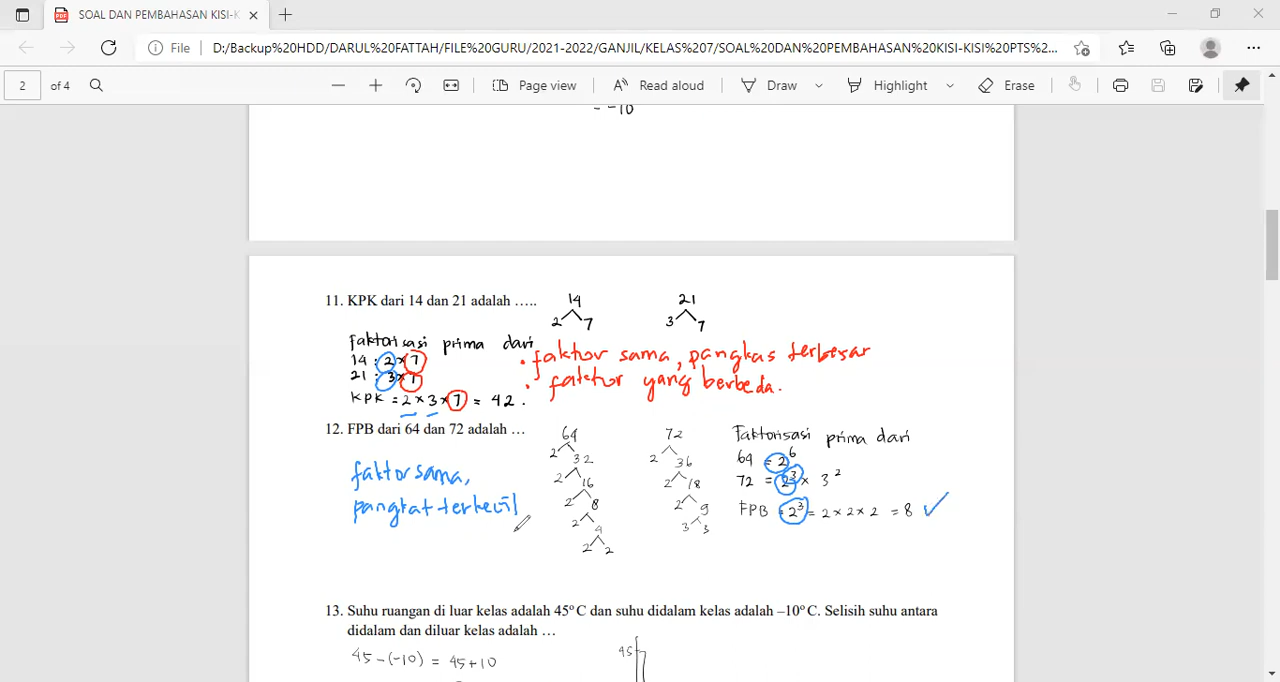 SOAL DAN PEMBAHASAN KISI-K
File D:/Backup%20HDD/DARUL%20FATTAH/FILE%20GURU/2021-2022/GANJIL/KELAS%207/SOAL%20DAN%20PEMBAHASAN%20KISI-KISI%20PTS%2...
2 of 4 Page view Read aloud Draw Highlight Erase
= -10
11. KPK dari 14 dan 21 adalah …..
14
2 7
21
3 7
Faktorisasi prima dari
14 : 2 × 7
21 : 3 × 7
KPK = 2 × 3 × 7 = 42 .
• faktor sama, pangkas terbesar
• faktor yang berbeda.
12. FPB dari 64 dan 72 adalah …
faktor sama,
pangkat terkecil
64
2 32
2 16
2 8
2 4
2 2
72
2 36
2 18
2 9
3 3
Faktorisasi prima dari
64 = 2⁶
72 = 2³ × 3²
FPB = 2³ = 2 × 2 × 2 = 8 ✓
13. Suhu ruangan di luar kelas adalah 45° C dan suhu didalam kelas adalah –10° C. Selisih suhu antara
didalam dan diluar kelas adalah …
45 - (-10) = 45 + 10
45